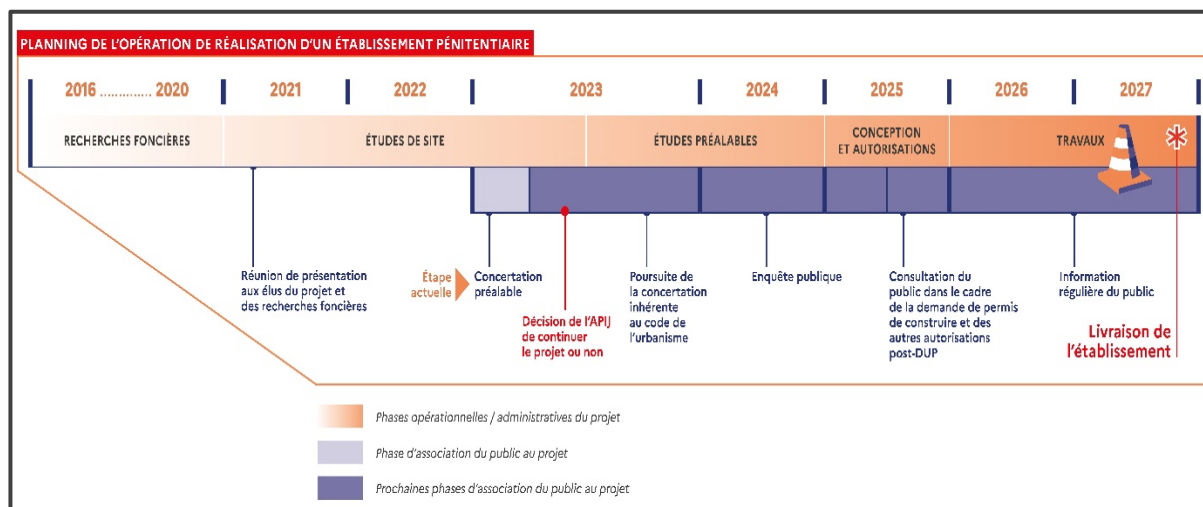 PLANNING DE L'OPÉRATION DE RÉALISATION D'UN ÉTABLISSEMENT PÉNITENTIAIRE
2016 ............. 2020
2021
2022
2023
2024
2025
2026
2027
RECHERCHES FONCIÈRES
ÉTUDES DE SITE
ÉTUDES PRÉALABLES
CONCEPTION
ET AUTORISATIONS
TRAVAUX
Réunion de présentation
aux élus du projet et
des recherches foncières
Étape
actuelle
Concertation
préalable
Décision de l'APIJ
de continuer
le projet ou non
Poursuite de
la concertation
inhérente
au code de
l'urbanisme
Enquête publique
Consultation du
public dans le cadre
de la demande de permis
de construire et des
autres autorisations
post-DUP
Information
régulière du public
Livraison de
l'établissement
Phases opérationnelles / administratives du projet
Phase d'association du public au projet
Prochaines phases d'association du public au projet